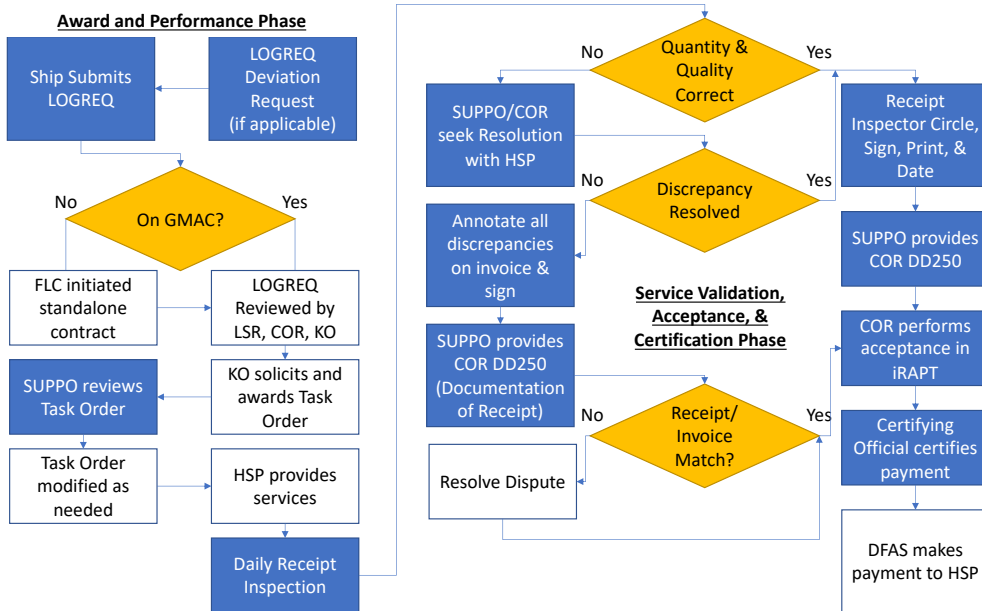 Award and Performance Phase
Ship Submits
LOGREQ
LOGREQ
Deviation
Request
(if applicable)
No
Yes
On GMAC?
FLC initiated
standalone
contract
LOGREQ
Reviewed by
LSR, COR, KO
SUPPO reviews
Task Order
KO solicits and
awards Task
Order
Task Order
modified as
needed
HSP provides
services
Daily Receipt
Inspection
No
Quantity &
Quality
Correct
Yes
SUPPO/COR
seek Resolution
with HSP
Receipt
Inspector Circle,
Sign, Print, &
Date
No
Discrepancy
Resolved
Yes
Annotate all
discrepancies
on invoice &
sign
SUPPO provides
COR DD250
Service Validation,
Acceptance, &
Certification Phase
SUPPO provides
COR DD250
(Documentation
of Receipt)
COR performs
acceptance in
iRAPT
No
Receipt/
Invoice
Match?
Yes
Resolve Dispute
Certifying
Official certifies
payment
DFAS makes
payment to HSP